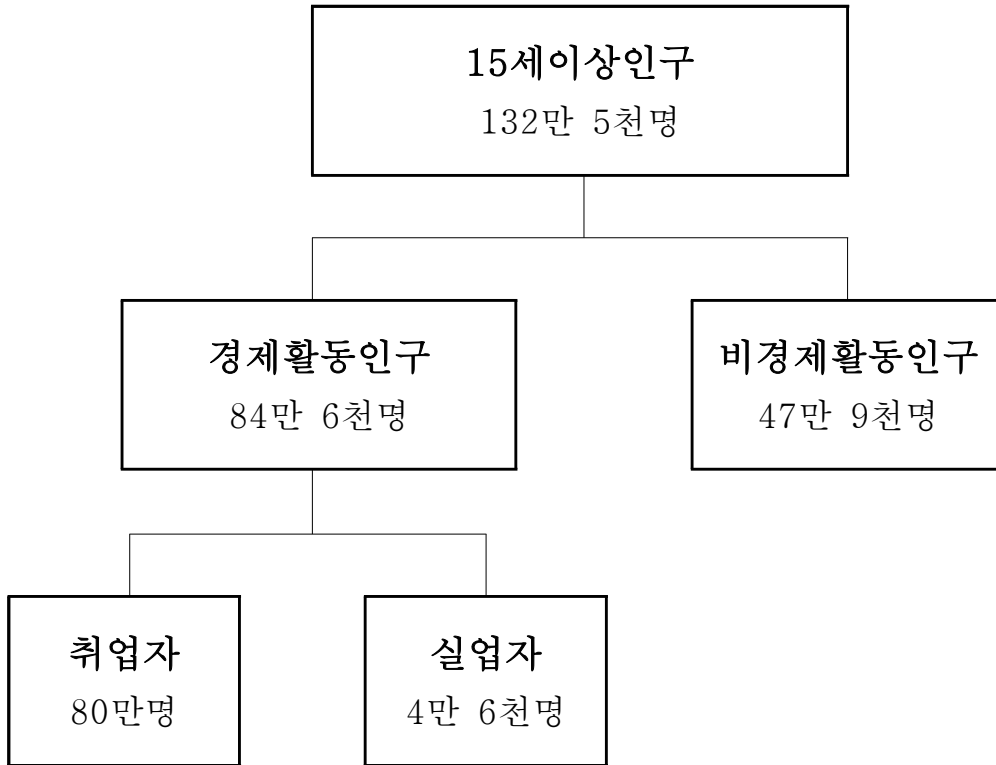 15세이상인구
132만 5천명
경제활동인구
84만 6천명
비경제활동인구
47만 9천명
취업자
80만명
실업자
4만 6천명